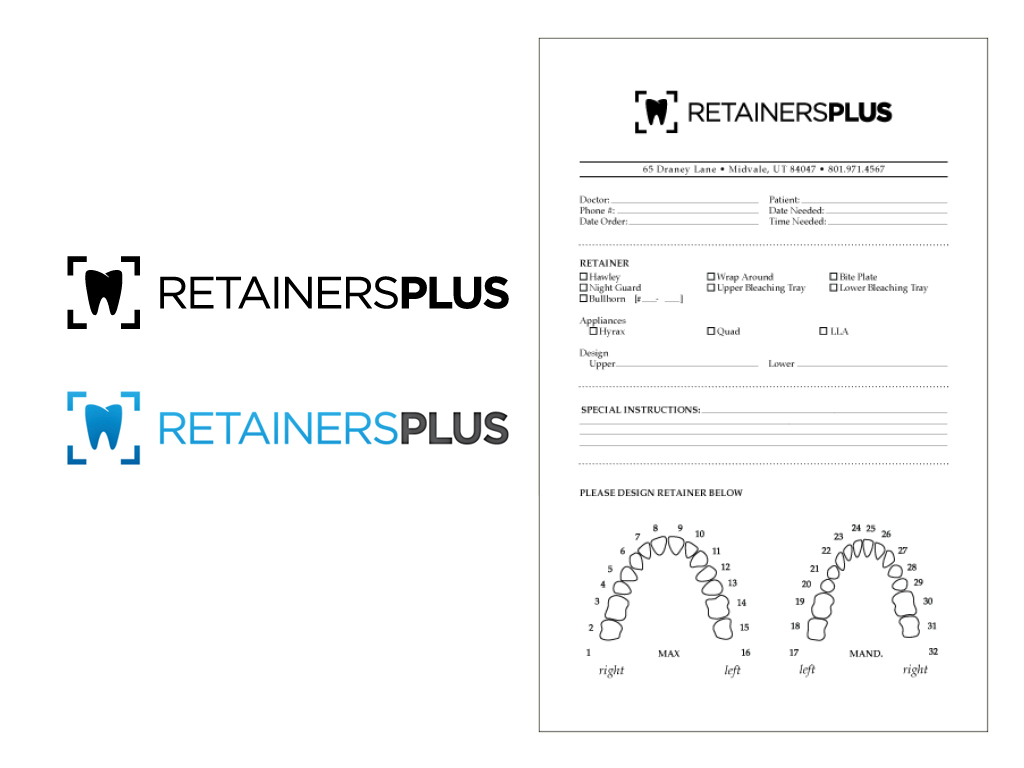 RETAINERSPLUS
RETAINERSPLUS
RETAINERSPLUS
65 Draney Lane • Midvale, UT 84047 • 801.971.4567
Doctor: Patient:
Phone #: Date Needed:
Date Order: Time Needed:
RETAINER
Hawley Wrap Around Bite Plate
Night Guard Upper Bleaching Tray Lower Bleaching Tray
Bullhorn [#___-___]
Appliances
Hyrax Quad LLA
Design
Upper Lower
SPECIAL INSTRUCTIONS:
PLEASE DESIGN RETAINER BELOW
1 2 3 4 5 6 7 8 9 10 11 12 13 14 15 16
MAX
right left
17 18 19 20 21 22 23 24 25 26 27 28 29 30 31 32
MAND.
left right